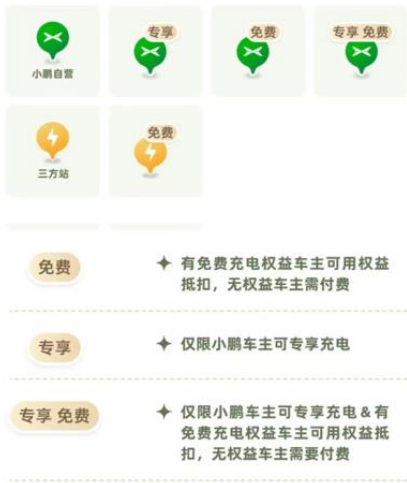 专享
免费
专享 免费
小鹏自营
免费
三方站
免费
有免费充电权益车主可用权益
抵扣，无权益车主需付费
专享
仅限小鹏车主可专享充电
专享 免费
仅限小鹏车主可专享充电&有
免费充电权益车主可用权益抵
扣，无权益车主需要付费